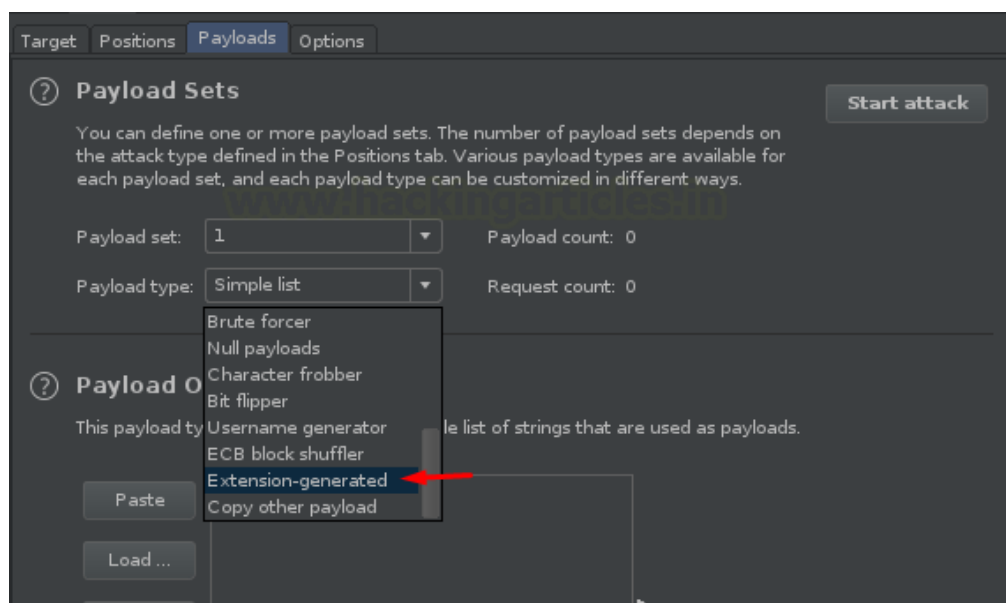 Target Positions Payloads Options
Payload Sets
Start attack
You can define one or more payload sets. The number of payload sets depends on
the attack type defined in the Positions tab. Various payload types are available for
each payload set, and each payload type can be customized in different ways.
www.hackingarticles.in
Payload set: 1 Payload count: 0
Payload type: Simple list Request count: 0
Brute forcer
Null payloads
Character frobber
Payload O
Bit flipper
This payload ty
Username generator
le list of strings that are used as payloads.
ECB block shuffler
Extension-generated
Paste
Copy other payload
Load ...